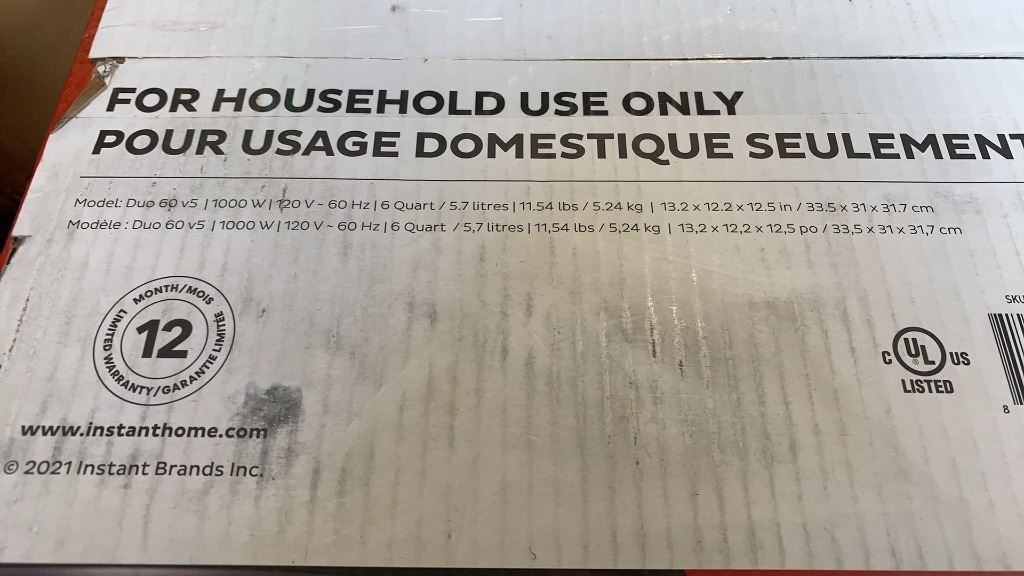 FOR HOUSEHOLD USE ONLY
POUR USAGE DOMESTIQUE SEULEMENT
Model: Duo 60 v5 | 1000 W | 120 V ~ 60 Hz | 6 Quart / 5.7 litres | 11.54 lbs / 5.24 kg | 13.2 x 12.2 x 12.5 in / 33.5 x 31 x 31.7 cm
Modèle : Duo 60 v5 | 1000 W | 120 V ~ 60 Hz | 6 Quart / 5,7 litres | 11,54 lbs / 5,24 kg | 13,2 x 12,2 x 12,5 po / 33,5 x 31 x 31,7 cm
MONTH/MOIS
12
LIMITED WARRANTY/GARANTIE LIMITÉE
SKU
C UL US
®
LISTED
8
www.instanthome.com
© 2021 Instant Brands Inc.